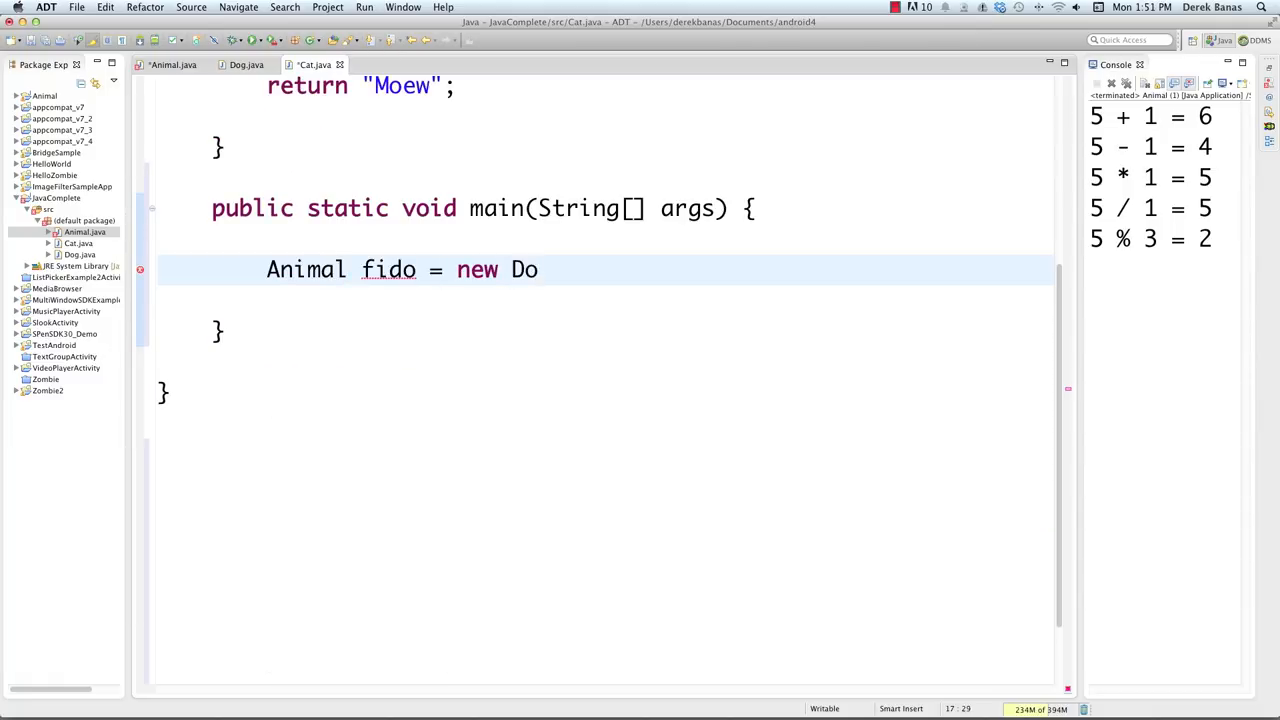 ADT File Edit Refactor Source Navigate Search Project Run Window Help 10 Mon 1:51 PM Derek Banas
Java - JavaComplete/src/Cat.java - ADT - /Users/derekbanas/Documents/android4
Quick Access Java DDMS
Package Exp
*Animal.java Dog.java *Cat.java
Console
<terminated> Animal (1) [Java Application] /S
Animal
appcompat_v7
appcompat_v7_2
appcompat_v7_3
appcompat_v7_4
BridgeSample
HelloWorld
HelloZombie
ImageFilterSampleApp
JavaComplete
src
(default package)
Animal.java
Cat.java
Dog.java
JRE System Library [Ja
ListPickerExample2Activi
MediaBrowser
MultiWindowSDKExample
MusicPlayerActivity
SlookActivity
SPenSDK30_Demo
TestAndroid
TextGroupActivity
VideoPlayerActivity
Zombie
Zombie2
return "Moew";
}
public static void main(String[] args) {
Animal fido = new Do
}
}
5 + 1 = 6
5 - 1 = 4
5 * 1 = 5
5 / 1 = 5
5 % 3 = 2
Writable Smart Insert 17 : 29 234M of 394M